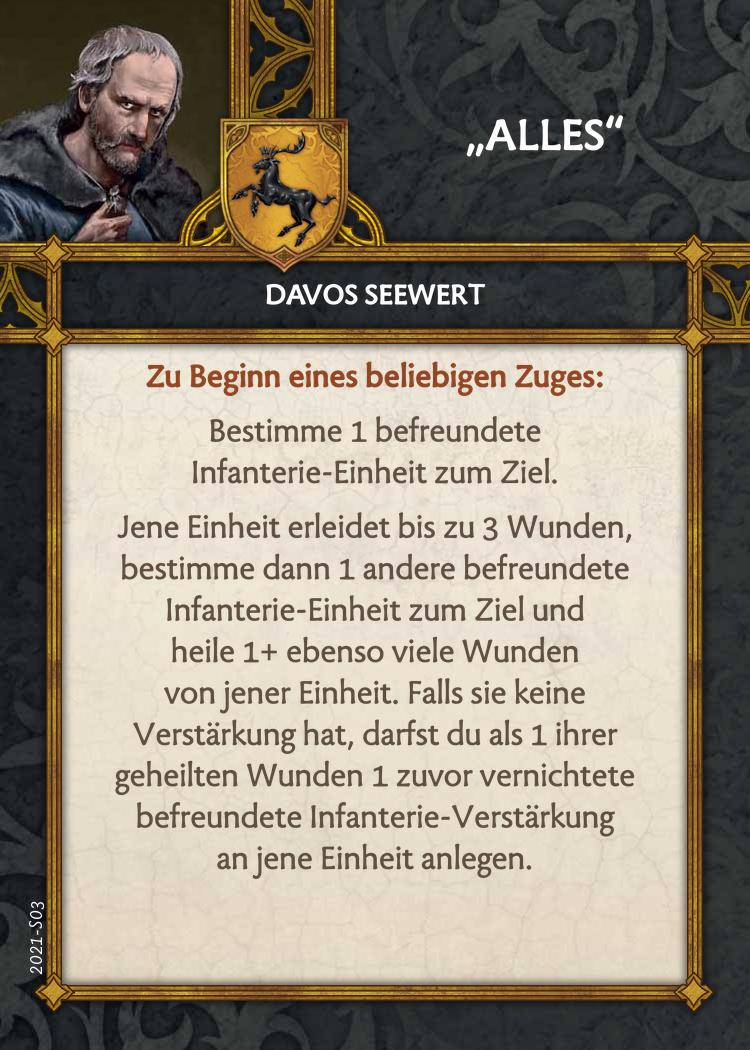 „ALLES“
DAVOS SEEWERT
Zu Beginn eines beliebigen Zuges:
Bestimme 1 befreundete
Infanterie-Einheit zum Ziel.
Jene Einheit erleidet bis zu 3 Wunden,
bestimme dann 1 andere befreundete
Infanterie-Einheit zum Ziel und
heile 1+ ebenso viele Wunden
von jener Einheit. Falls sie keine
Verstärkung hat, darfst du als 1 ihrer
geheilten Wunden 1 zuvor vernichtete
befreundete Infanterie-Verstärkung
an jene Einheit anlegen.
2021-S03